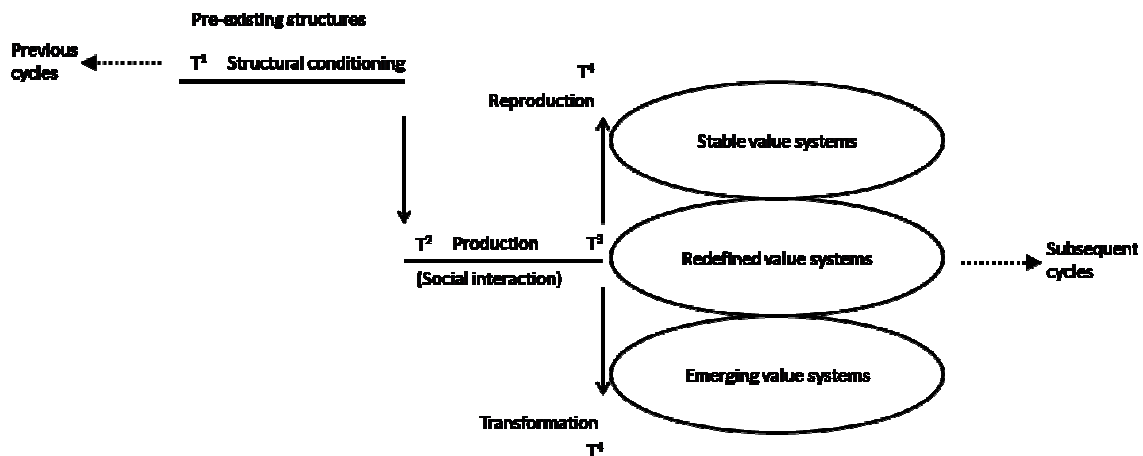 Pre-existing structures
Previous
cycles
T¹ Structural conditioning
T⁴
Reproduction
Stable value systems
T² Production T³
(Social interaction)
Redefined value systems
Subsequent
cycles
Emerging value systems
Transformation
T⁴